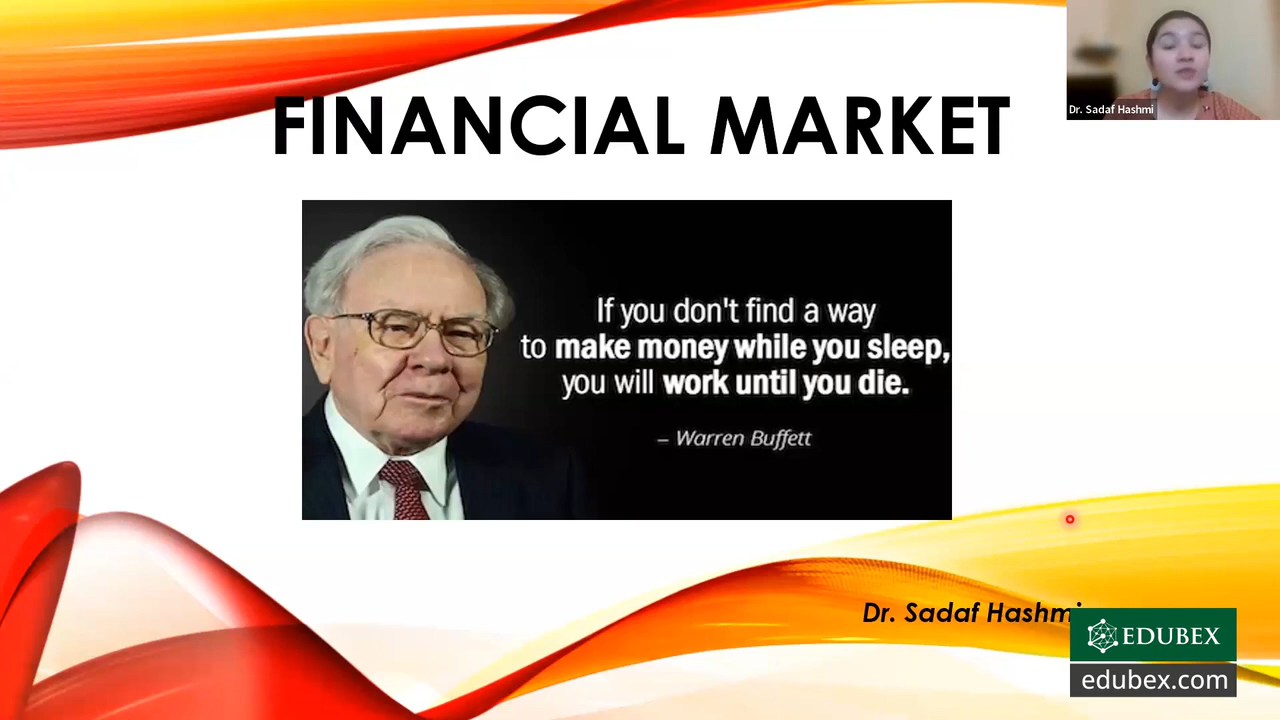 FINANCIAL MARKET
Dr. Sadaf Hashmi
If you don't find a way
to make money while you sleep,
you will work until you die.
– Warren Buffett
Dr. Sadaf Hashmi
EDUBEX
edubex.com